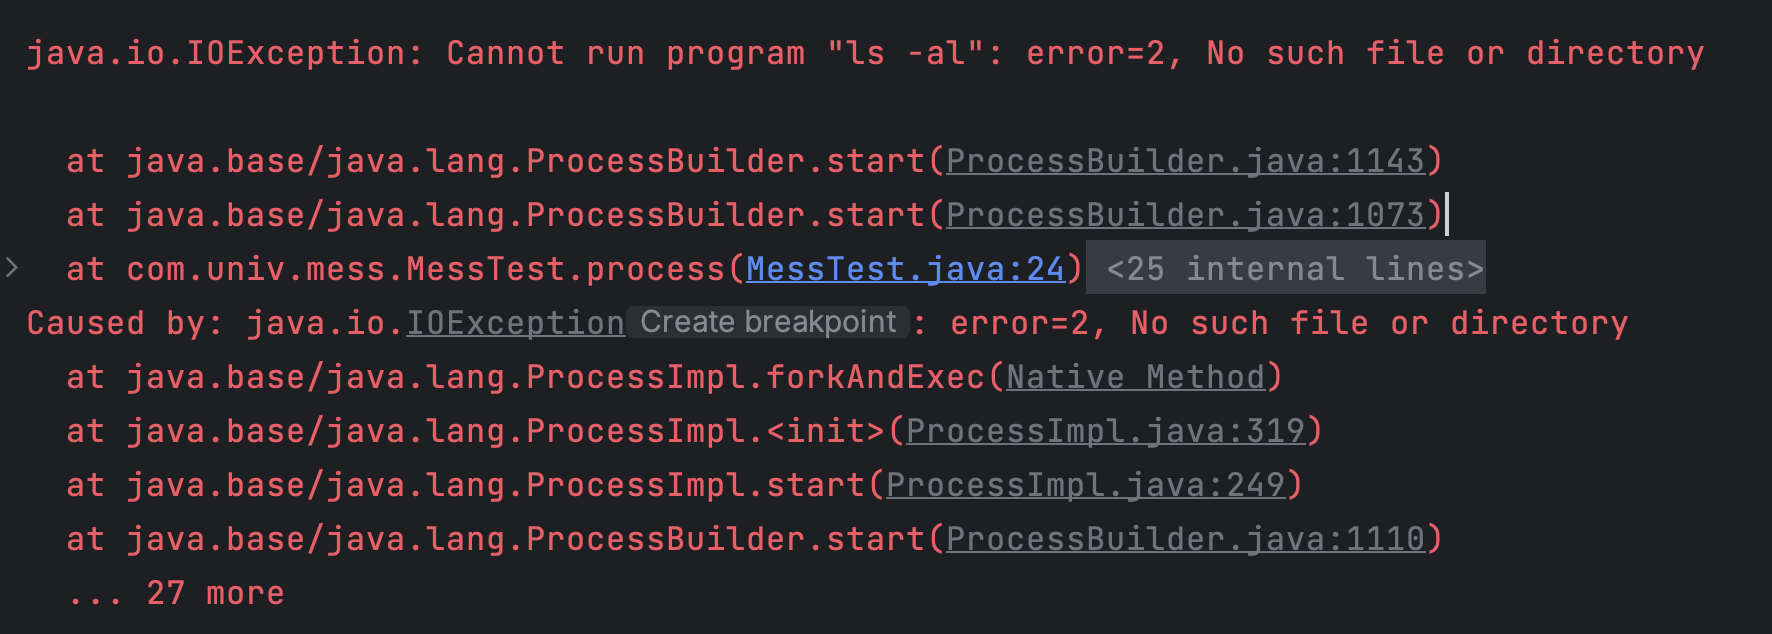 java.io.IOException: Cannot run program "ls -al": error=2, No such file or directory
at java.base/java.lang.ProcessBuilder.start(ProcessBuilder.java:1143)
at java.base/java.lang.ProcessBuilder.start(ProcessBuilder.java:1073)
at com.univ.mess.MessTest.process(MessTest.java:24) <25 internal lines>
Caused by: java.io.IOException Create breakpoint : error=2, No such file or directory
at java.base/java.lang.ProcessImpl.forkAndExec(Native Method)
at java.base/java.lang.ProcessImpl.<init>(ProcessImpl.java:319)
at java.base/java.lang.ProcessImpl.start(ProcessImpl.java:249)
at java.base/java.lang.ProcessBuilder.start(ProcessBuilder.java:1110)
... 27 more